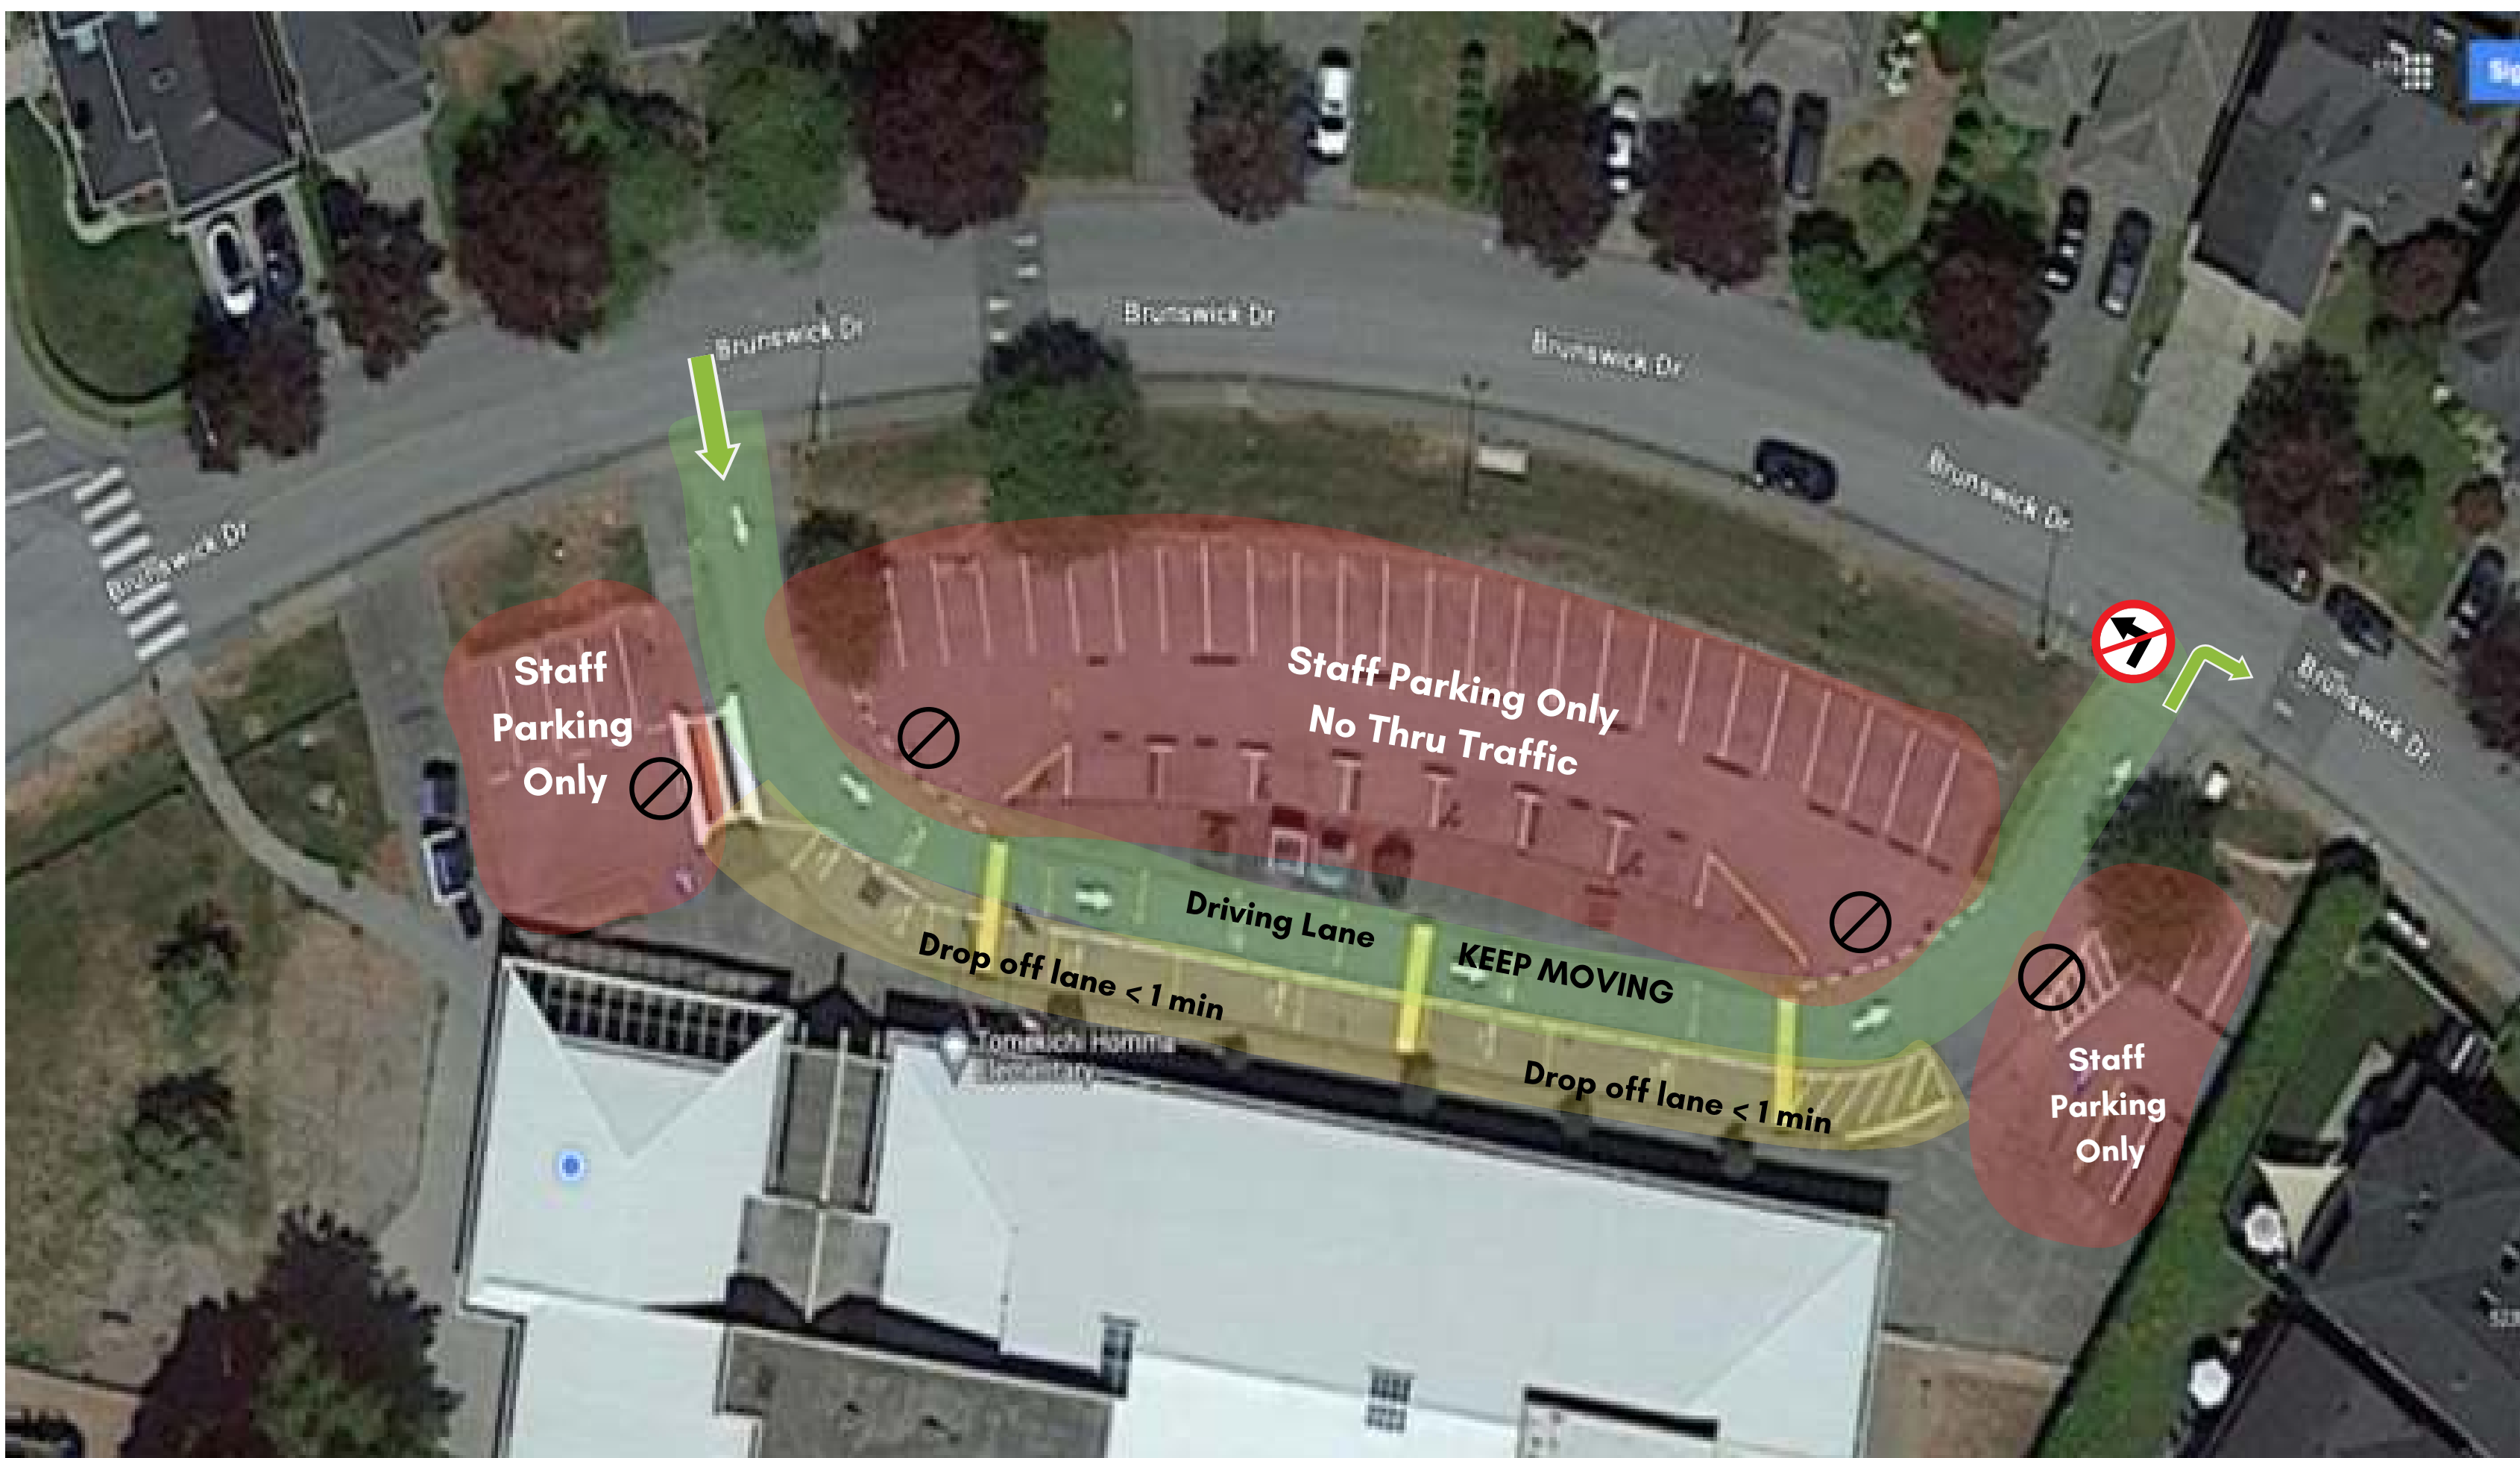 Brunswick Dr
Brunswick Dr
Brunswick Dr
Brunswick Dr
Brunswick Dr
Brunswick Dr
Staff
Parking
Only
Staff Parking Only
No Thru Traffic
Driving Lane
KEEP MOVING
Drop off lane < 1 min
Drop off lane < 1 min
Tomekichi Homma
Elementary
Staff
Parking
Only